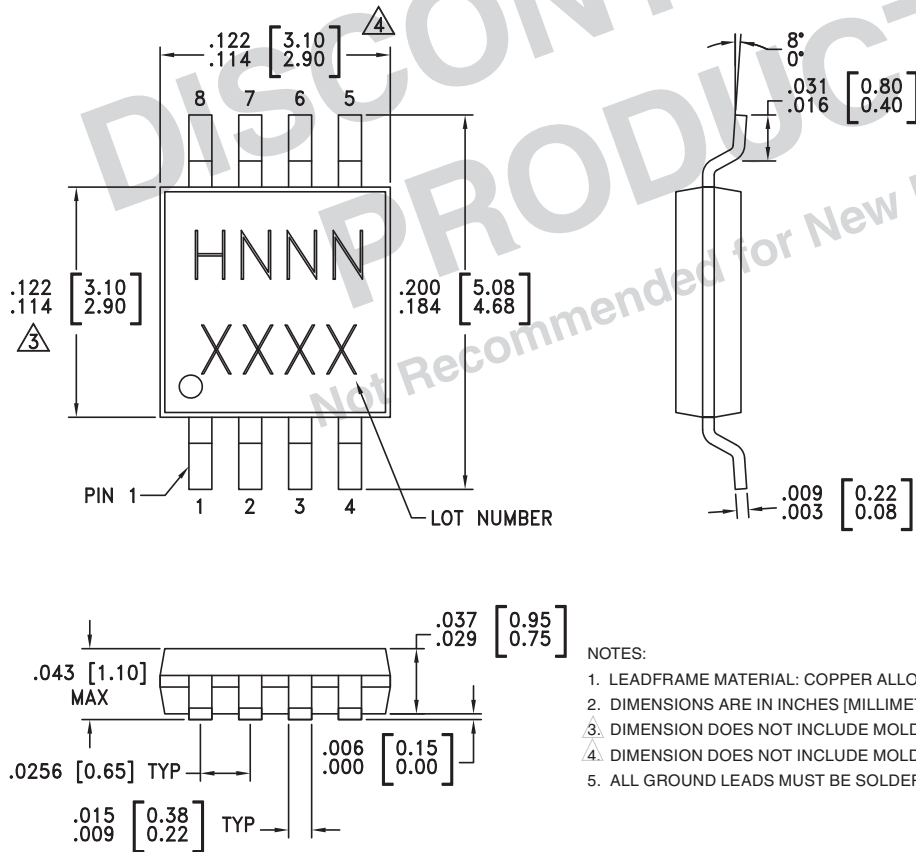 DISCONT
PRODUCT
Not Recommended for New
.122 [3.10]
.114 [2.90]
4
8 7 6 5
HNNN
XXXX
.122 [3.10]
.114 [2.90]
3
.200 [5.08]
.184 [4.68]
PIN 1
1 2 3 4
LOT NUMBER
8°
0°
.031 [0.80]
.016 [0.40]
.009 [0.22]
.003 [0.08]
.037 [0.95]
.029 [0.75]
.043 [1.10]
MAX
.006 [0.15]
.000 [0.00]
.0256 [0.65] TYP
.015 [0.38]
.009 [0.22] TYP
NOTES:
1. LEADFRAME MATERIAL: COPPER ALLO
2. DIMENSIONS ARE IN INCHES [MILLIME
3. DIMENSION DOES NOT INCLUDE MOLD
4. DIMENSION DOES NOT INCLUDE MOLD
5. ALL GROUND LEADS MUST BE SOLDER